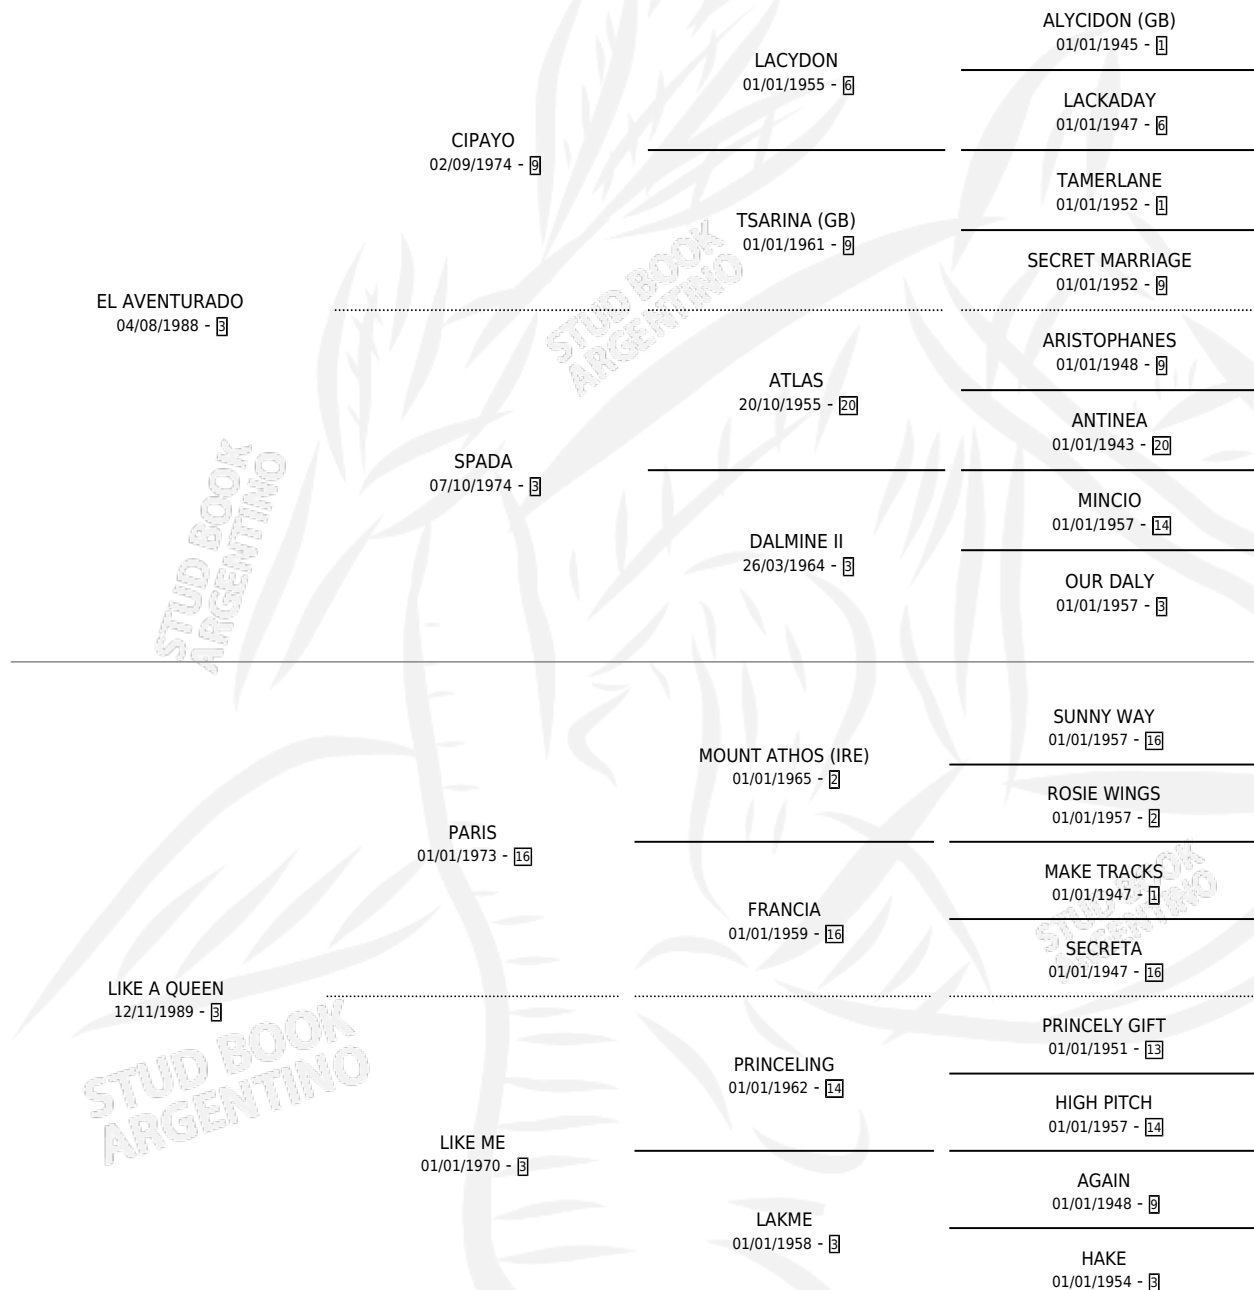 ALYCIDON (GB)
01/01/1945 - 1
LACYDON
01/01/1955 - 6
LACKADAY
01/01/1947 - 6
CIPAYO
02/09/1974 - 9
TAMERLANE
01/01/1952 - 1
TSARINA (GB)
01/01/1961 - 9
SECRET MARRIAGE
01/01/1952 - 9
EL AVENTURADO
04/08/1988 - 3
ARISTOPHANES
01/01/1948 - 9
ATLAS
20/10/1955 - 20
ANTINEA
01/01/1943 - 20
SPADA
07/10/1974 - 3
MINCIO
01/01/1957 - 14
DALMINE II
26/03/1964 - 3
OUR DALY
01/01/1957 - 3
SUNNY WAY
01/01/1957 - 16
MOUNT ATHOS (IRE)
01/01/1965 - 2
ROSIE WINGS
01/01/1957 - 2
PARIS
01/01/1973 - 16
MAKE TRACKS
01/01/1947 - 1
FRANCIA
01/01/1959 - 16
SECRETA
01/01/1947 - 16
LIKE A QUEEN
12/11/1989 - 3
PRINCELY GIFT
01/01/1951 - 13
PRINCELING
01/01/1962 - 14
HIGH PITCH
01/01/1957 - 14
LIKE ME
01/01/1970 - 3
AGAIN
01/01/1948 - 9
LAKME
01/01/1958 - 3
HAKE
01/01/1954 - 3
STUD BOOK
ARGENTINO
STUD BOOK
ARGENTINO
STUD BOOK
ARGENTINO
STUD BOOK
ARGENTINO